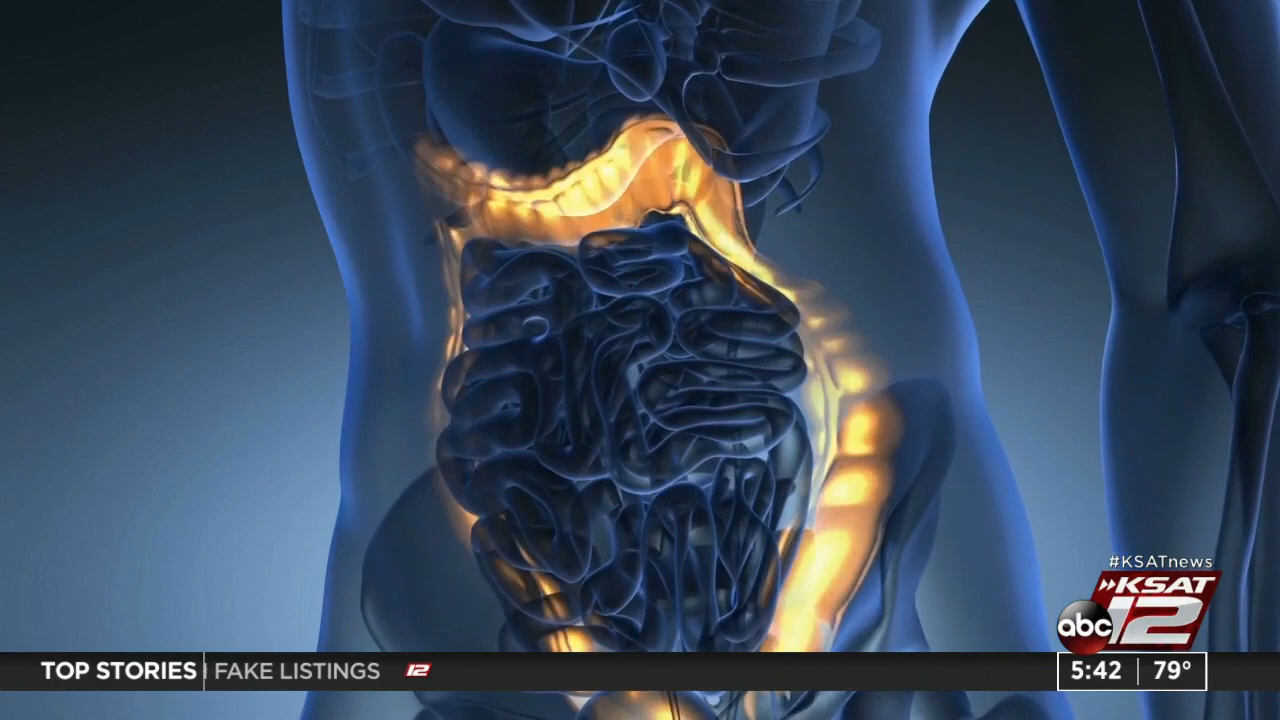 #KSATnews
KSAT
12
abc
TOP STORIES FAKE LISTINGS 12
5:42 79°